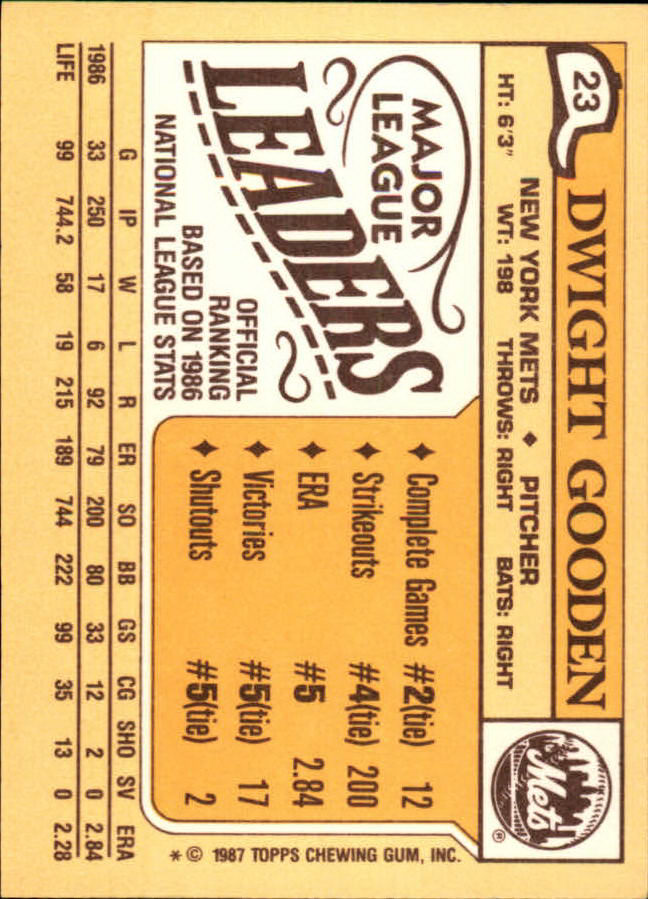 23
DWIGHT GOODEN
NEW YORK METS ♦ PITCHER
HT: 6'3" WT: 198 THROWS: RIGHT BATS: RIGHT
Mets
®
MAJOR
LEAGUE
LEADERS
OFFICIAL
RANKING
BASED ON 1986
NATIONAL LEAGUE STATS
♦ Complete Games #2(tie) 12
♦ Strikeouts #4(tie) 200
♦ ERA #5 2.84
♦ Victories #5(tie) 17
♦ Shutouts #5(tie) 2
* © 1987 TOPPS CHEWING GUM, INC.
G IP W L R ER SO BB GS CG SHO SV ERA
1986 33 250 17 6 92 79 200 80 33 12 2 0 2.84
LIFE 99 744.2 58 19 215 189 744 222 99 35 13 0 2.28